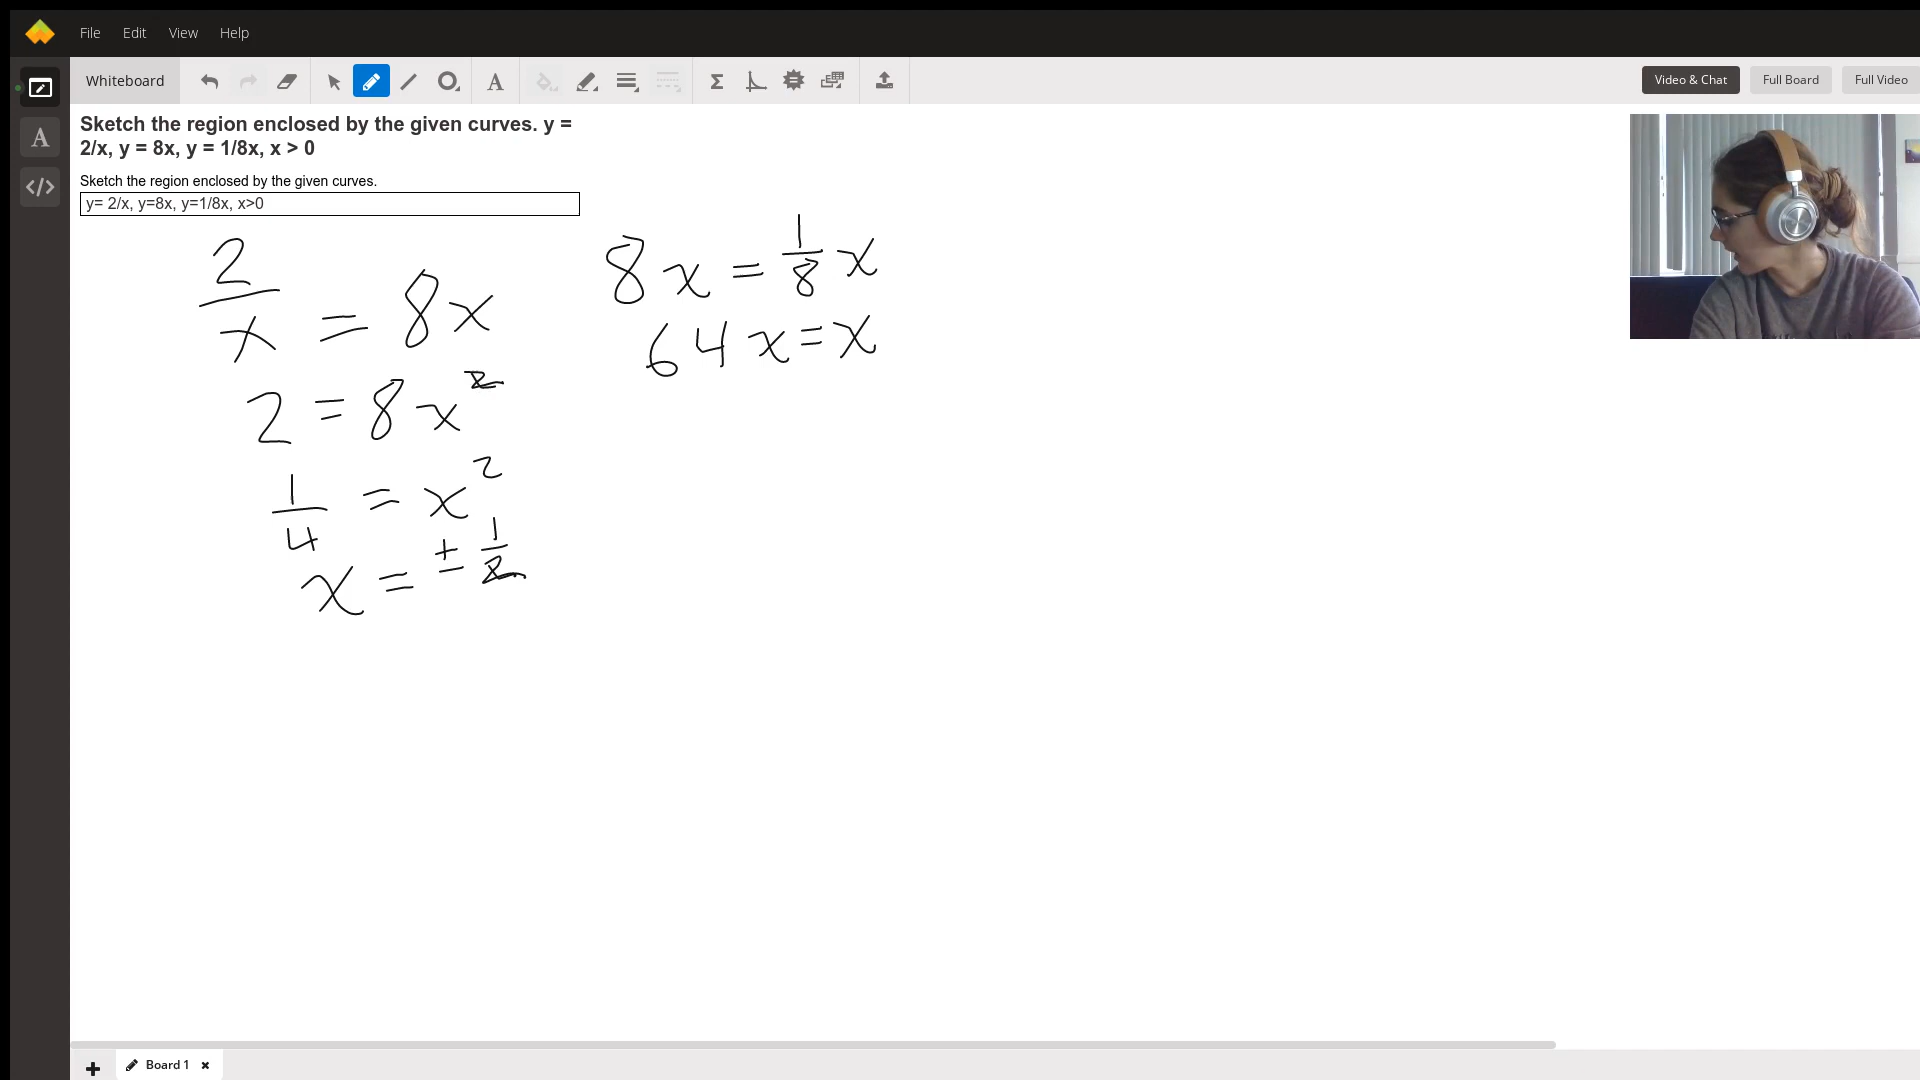 File Edit View Help
Whiteboard
A
Σ
Video & Chat Full Board Full Video
A
</>
Sketch the region enclosed by the given curves. y =
2/x, y = 8x, y = 1/8x, x > 0
Sketch the region enclosed by the given curves.
y= 2/x, y=8x, y=1/8x, x>0
2/x = 8x
2 = 8x²
1/4 = x²
x = ± 1/2
8x = 1/8 x
64x = x
+ Board 1 ×